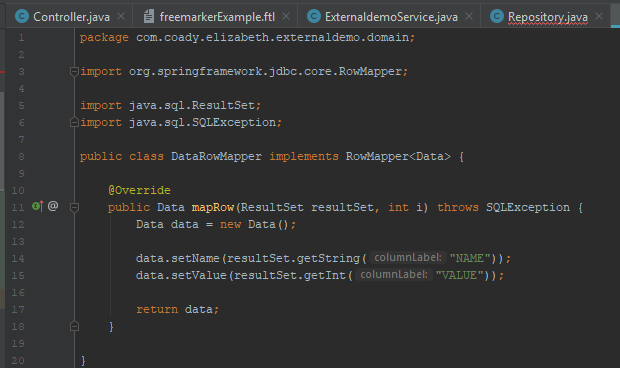 Controller.java × freemarkerExample.ftl × ExternaldemoService.java × Repository.java ×
1 package com.coady.elizabeth.externaldemo.domain;
2
3 import org.springframework.jdbc.core.RowMapper;
4
5 import java.sql.ResultSet;
6 import java.sql.SQLException;
7
8 public class DataRowMapper implements RowMapper<Data> {
9
10 @Override
11 @ public Data mapRow(ResultSet resultSet, int i) throws SQLException {
12 Data data = new Data();
13
14 data.setName(resultSet.getString( columnLabel: "NAME"));
15 data.setValue(resultSet.getInt( columnLabel: "VALUE"));
16
17 return data;
18 }
19
20 }